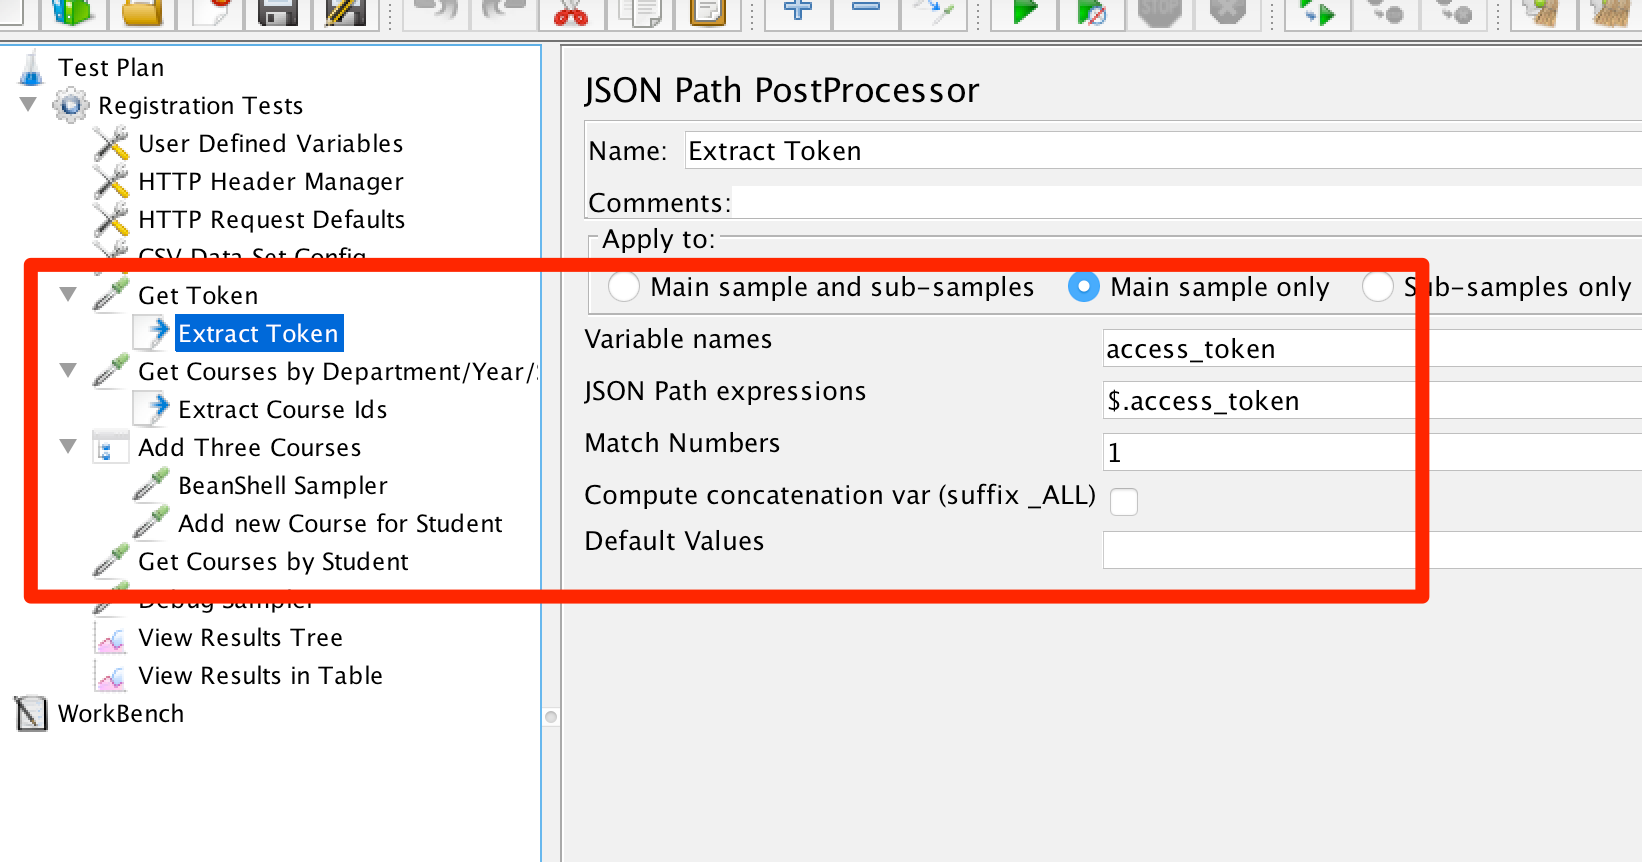 STOP
Test Plan
Registration Tests
User Defined Variables
HTTP Header Manager
HTTP Request Defaults
CSV Data Set Config
Get Token
Extract Token
Get Courses by Department/Year/
Extract Course Ids
Add Three Courses
BeanShell Sampler
Add new Course for Student
Get Courses by Student
Debug Sampler
View Results Tree
View Results in Table
WorkBench
JSON Path PostProcessor
Name: Extract Token
Comments:
Apply to:
Main sample and sub-samples Main sample only Sub-samples only
Variable names access_token
JSON Path expressions $.access_token
Match Numbers 1
Compute concatenation var (suffix _ALL)
Default Values